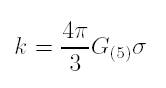 k = \frac{4\pi}{3} G_{(5)} \sigma